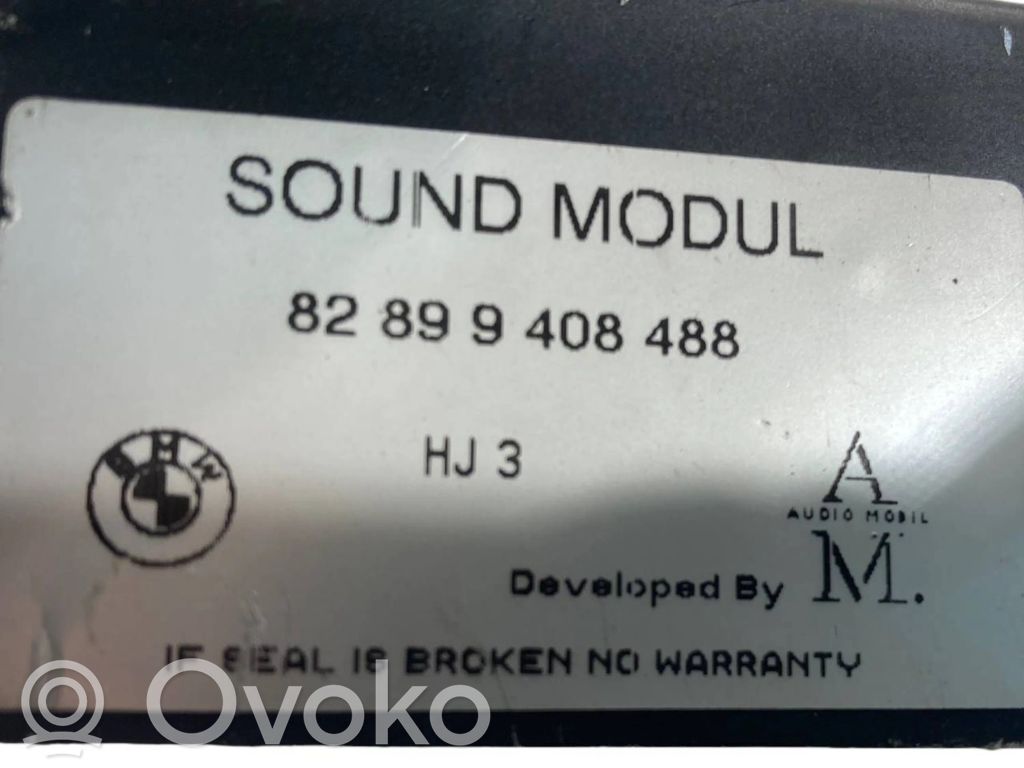 SOUND MODUL
82 89 9 408 488
HJ 3
BMW
A
AUDIO MOBIL
Developed By M.
IF SEAL IS BROKEN NO WARRANTY
Ovoko